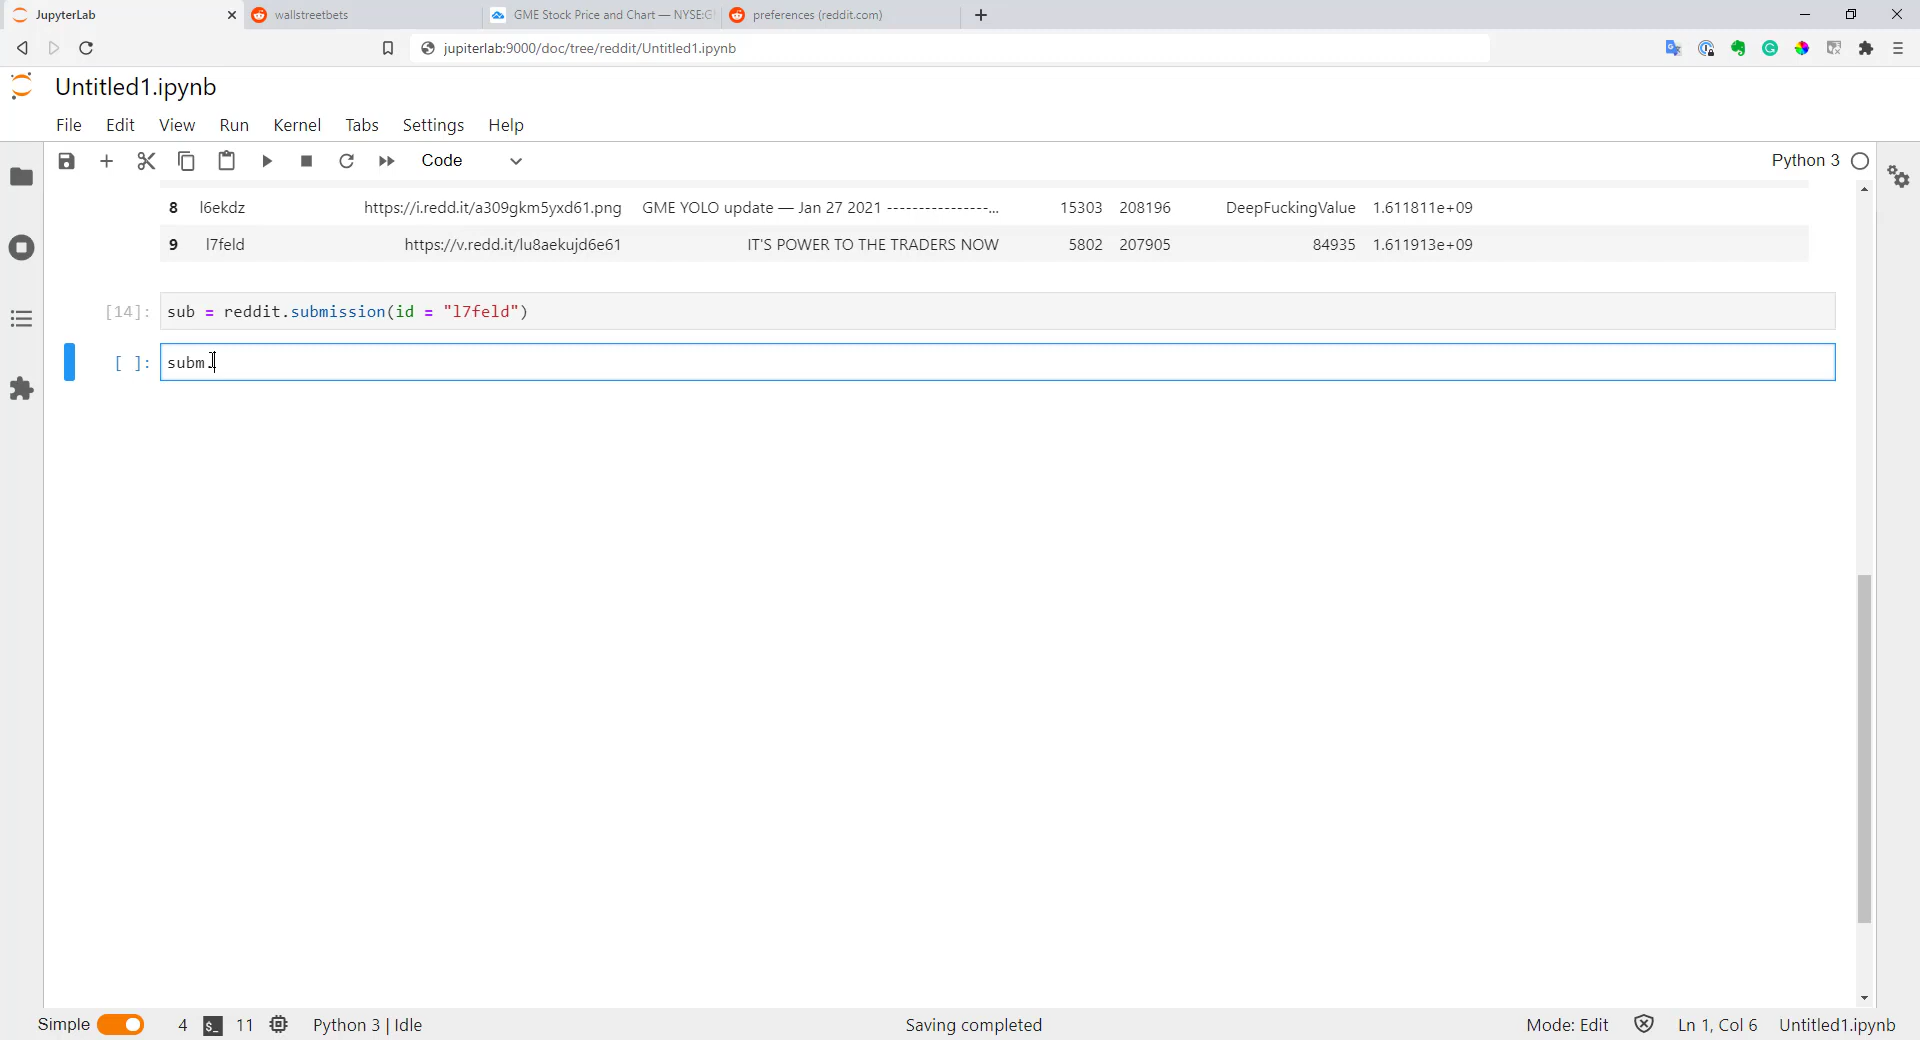 JupyterLab
wallstreetbets
GME Stock Price and Chart — NYSE:G
preferences (reddit.com)
jupiterlab:9000/doc/tree/reddit/Untitled1.ipynb
Untitled1.ipynb
File Edit View Run Kernel Tabs Settings Help
Code
Python 3
8 l6ekdz https://i.redd.it/a309gkm5yxd61.png GME YOLO update — Jan 27 2021 ----------------... 15303 208196 DeepFuckingValue 1.611811e+09
9 l7feld https://v.redd.it/lu8aekujd6e61 IT'S POWER TO THE TRADERS NOW 5802 207905 84935 1.611913e+09
[14]: sub = reddit.submission(id = "l7feld")
[ ]: subm.
Simple 4 $_ 11 Python 3 | Idle Saving completed Mode: Edit Ln 1, Col 6 Untitled1.ipynb